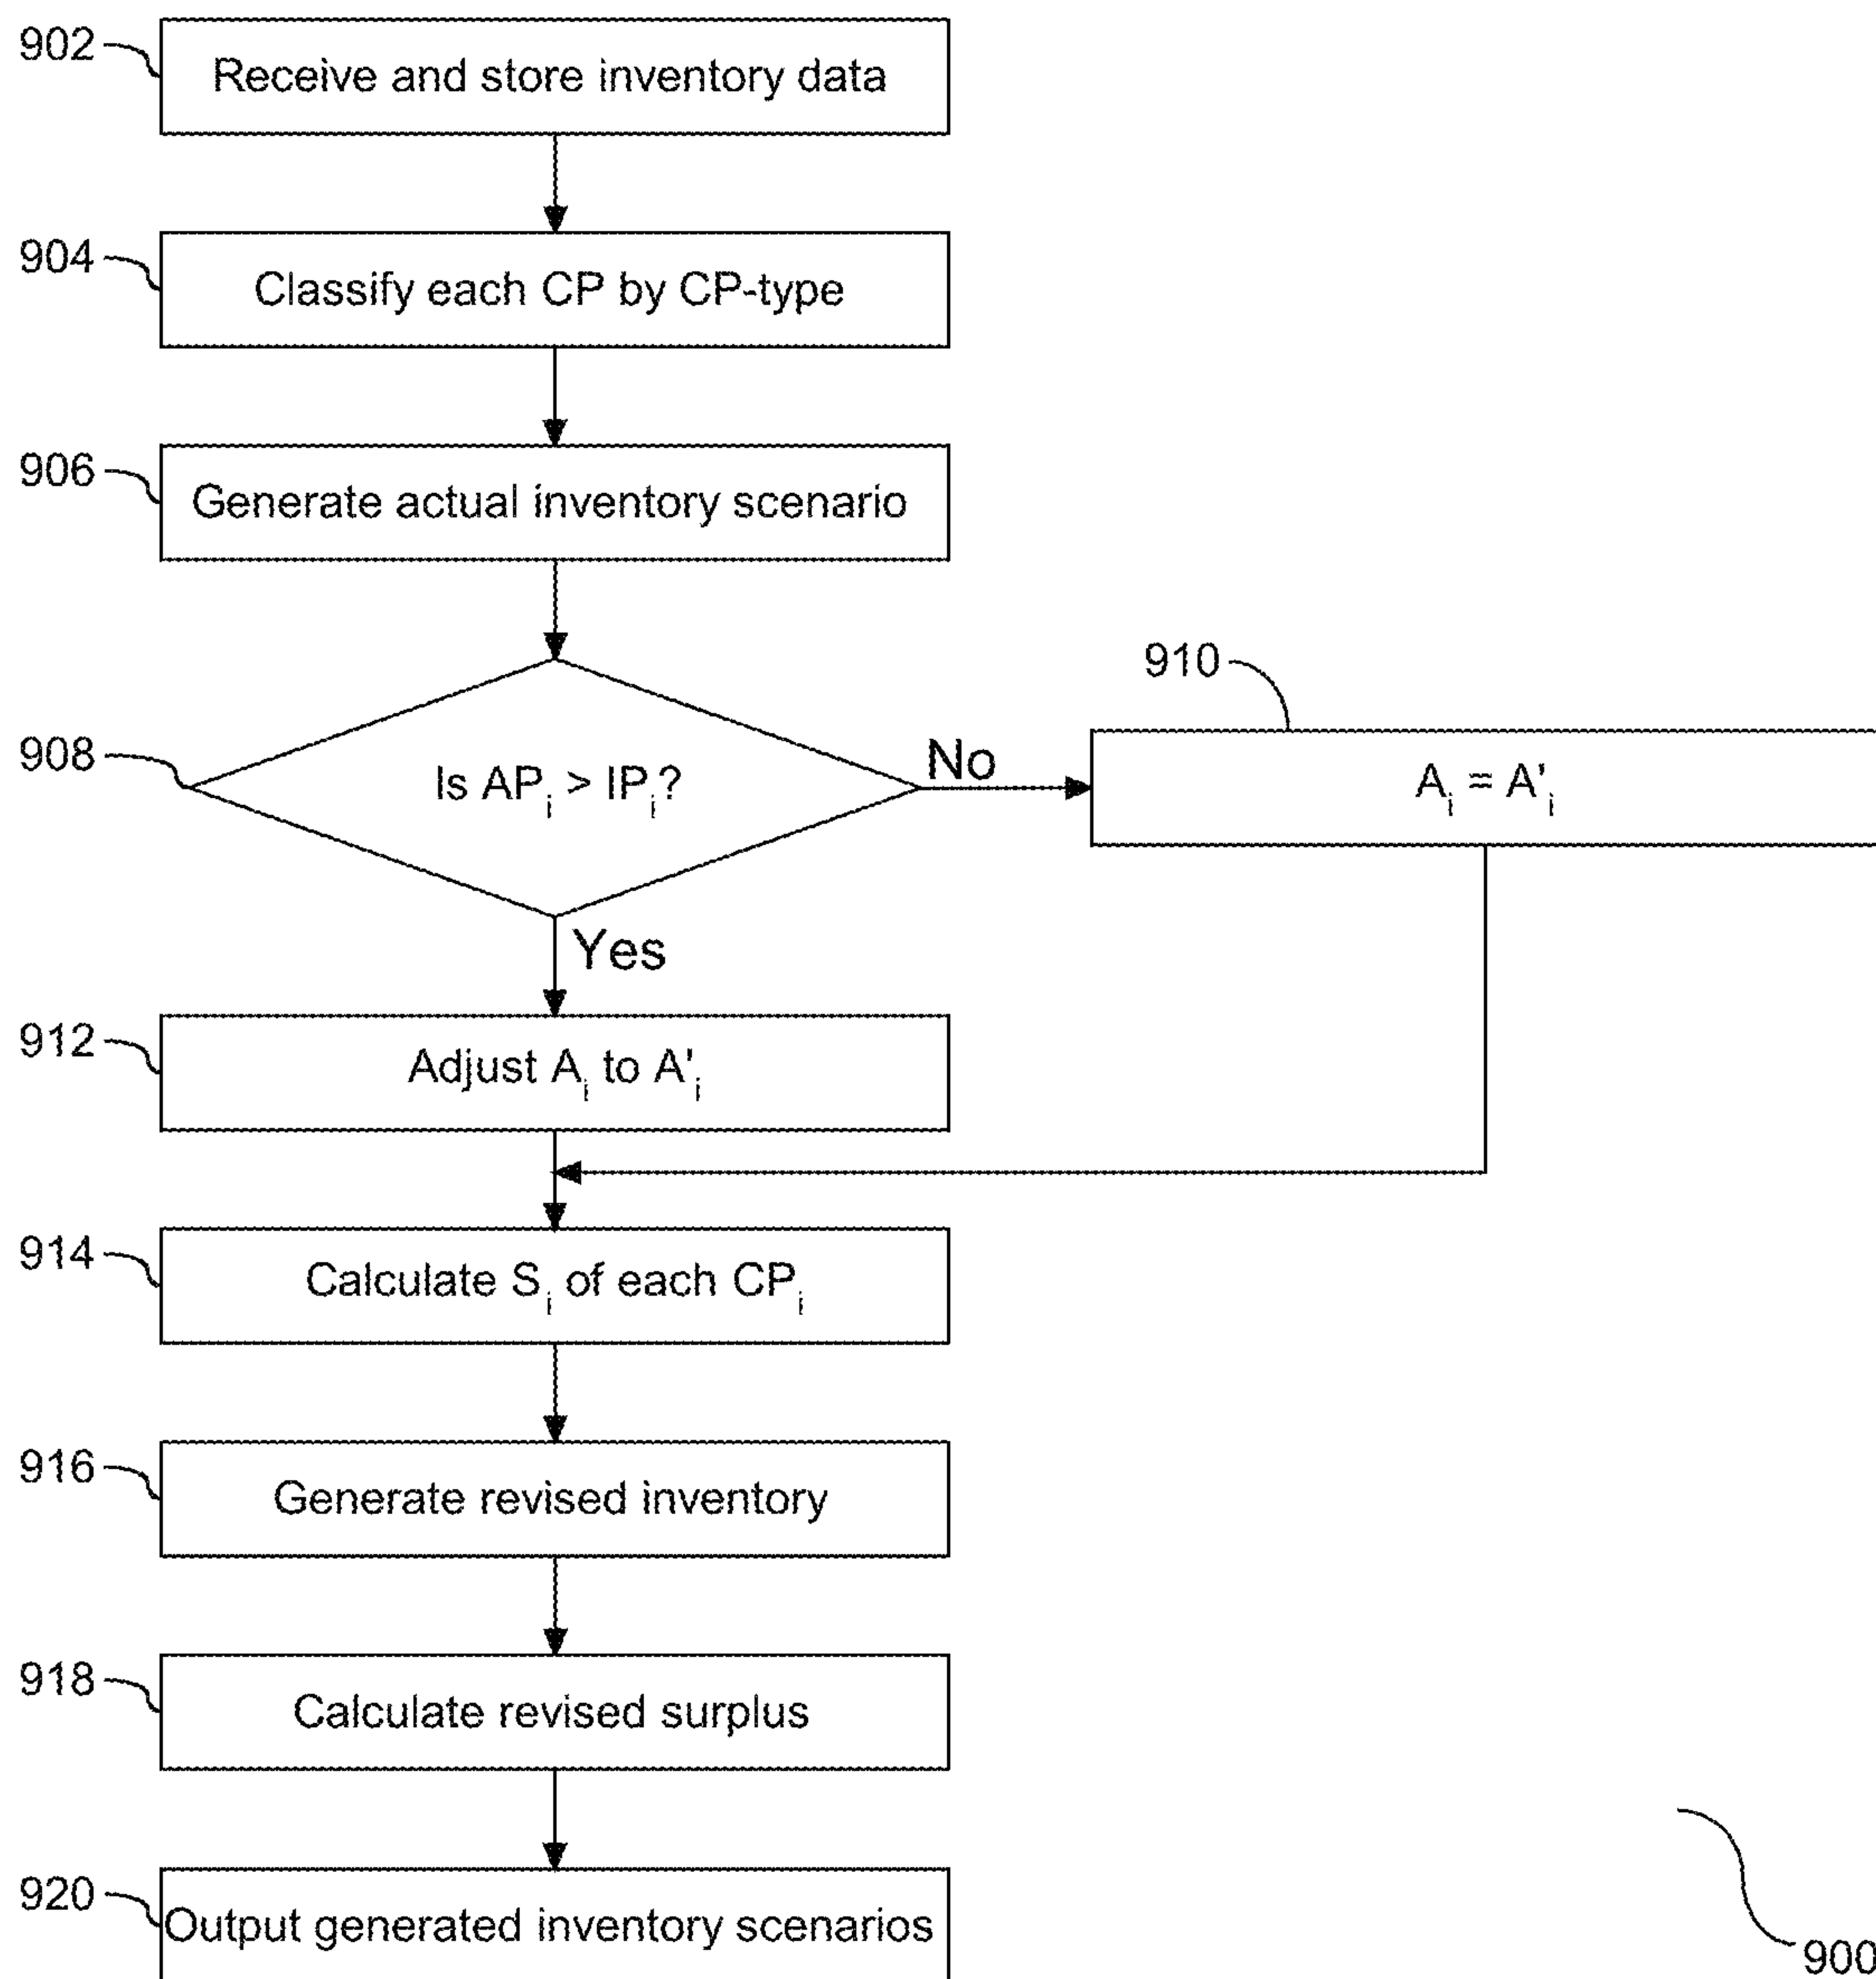 902
Receive and store inventory data
904
Classify each CP by CP-type
906
Generate actual inventory scenario
908
Is APi > IPi?
No
910
Ai = A'i
Yes
912
Adjust Ai to A'i
914
Calculate Si of each CPi
916
Generate revised inventory
918
Calculate revised surplus
920
Output generated inventory scenarios
900